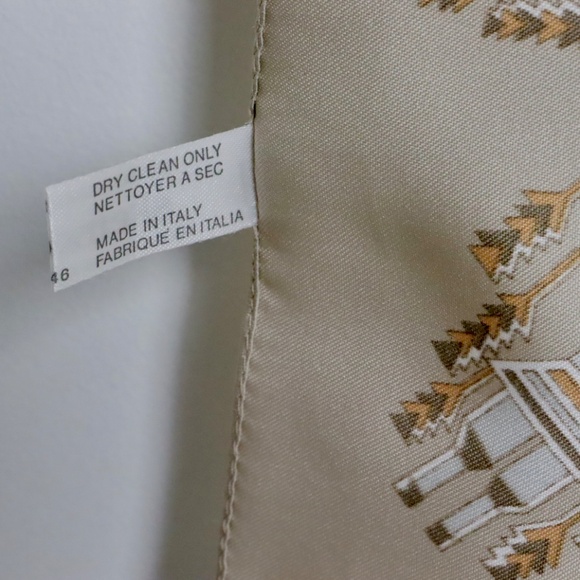 DRY CLEAN ONLY
NETTOYER A SEC
MADE IN ITALY
FABRIQUÉ EN ITALIA
46